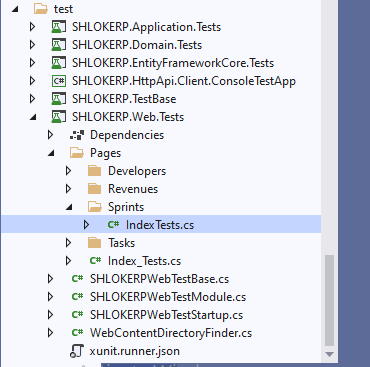 test
SHLOKERP.Application.Tests
SHLOKERP.Domain.Tests
SHLOKERP.EntityFrameworkCore.Tests
C# SHLOKERP.HttpApi.Client.ConsoleTestApp
SHLOKERP.TestBase
SHLOKERP.Web.Tests
Dependencies
Pages
Developers
Revenues
Sprints
C# IndexTests.cs
Tasks
C# Index_Tests.cs
C# SHLOKERPWebTestBase.cs
C# SHLOKERPWebTestModule.cs
C# SHLOKERPWebTestStartup.cs
C# WebContentDirectoryFinder.cs
xunit.runner.json